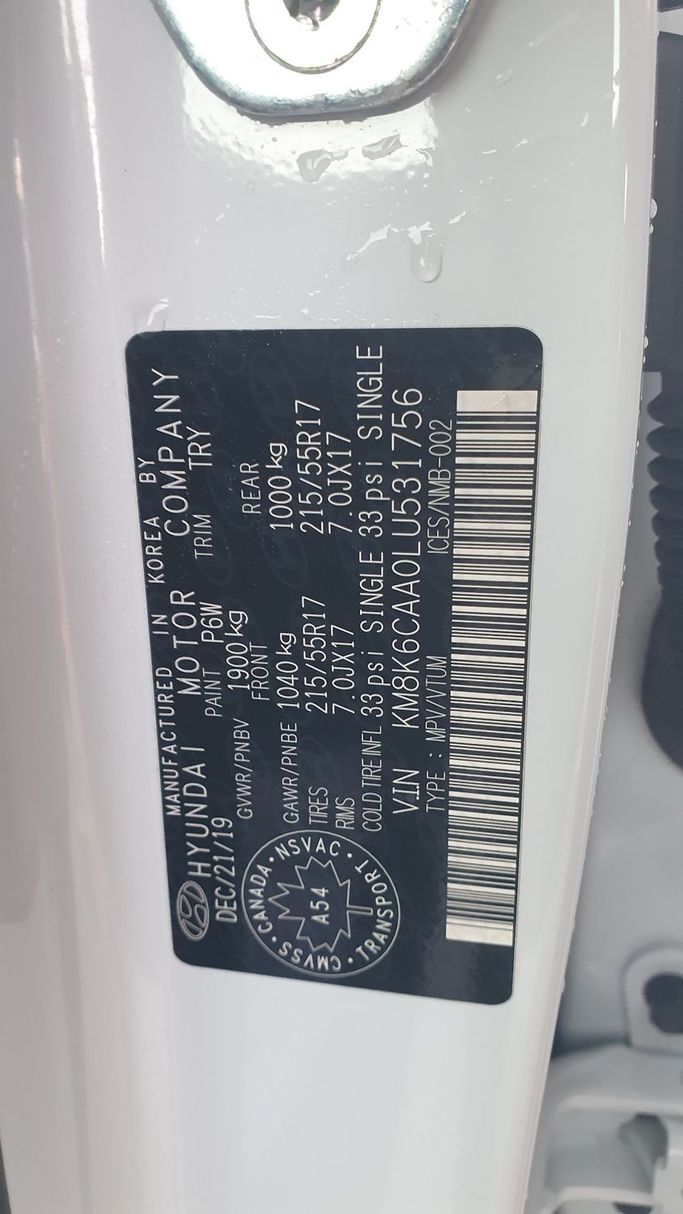 MANUFACTURED IN KOREA BY
HYUNDAI MOTOR COMPANY
DEC/21/19 PAINT P6W TRIM TRY
GVWR/PNBV 1900 kg
FRONT REAR
GAWR/PNBE 1040 kg 1000 kg
TIRES 215/55R17 215/55R17
RIMS 7.0JX17 7.0JX17
COLD TIRE INFL 33 psi SINGLE 33 psi SINGLE
V.I.N KM8K6CAA0LU531756
TYPE : MPV/VTUM ICES/NMB-002
CMVSS • CANADA • NSVAC • TRANSPORT •
A54